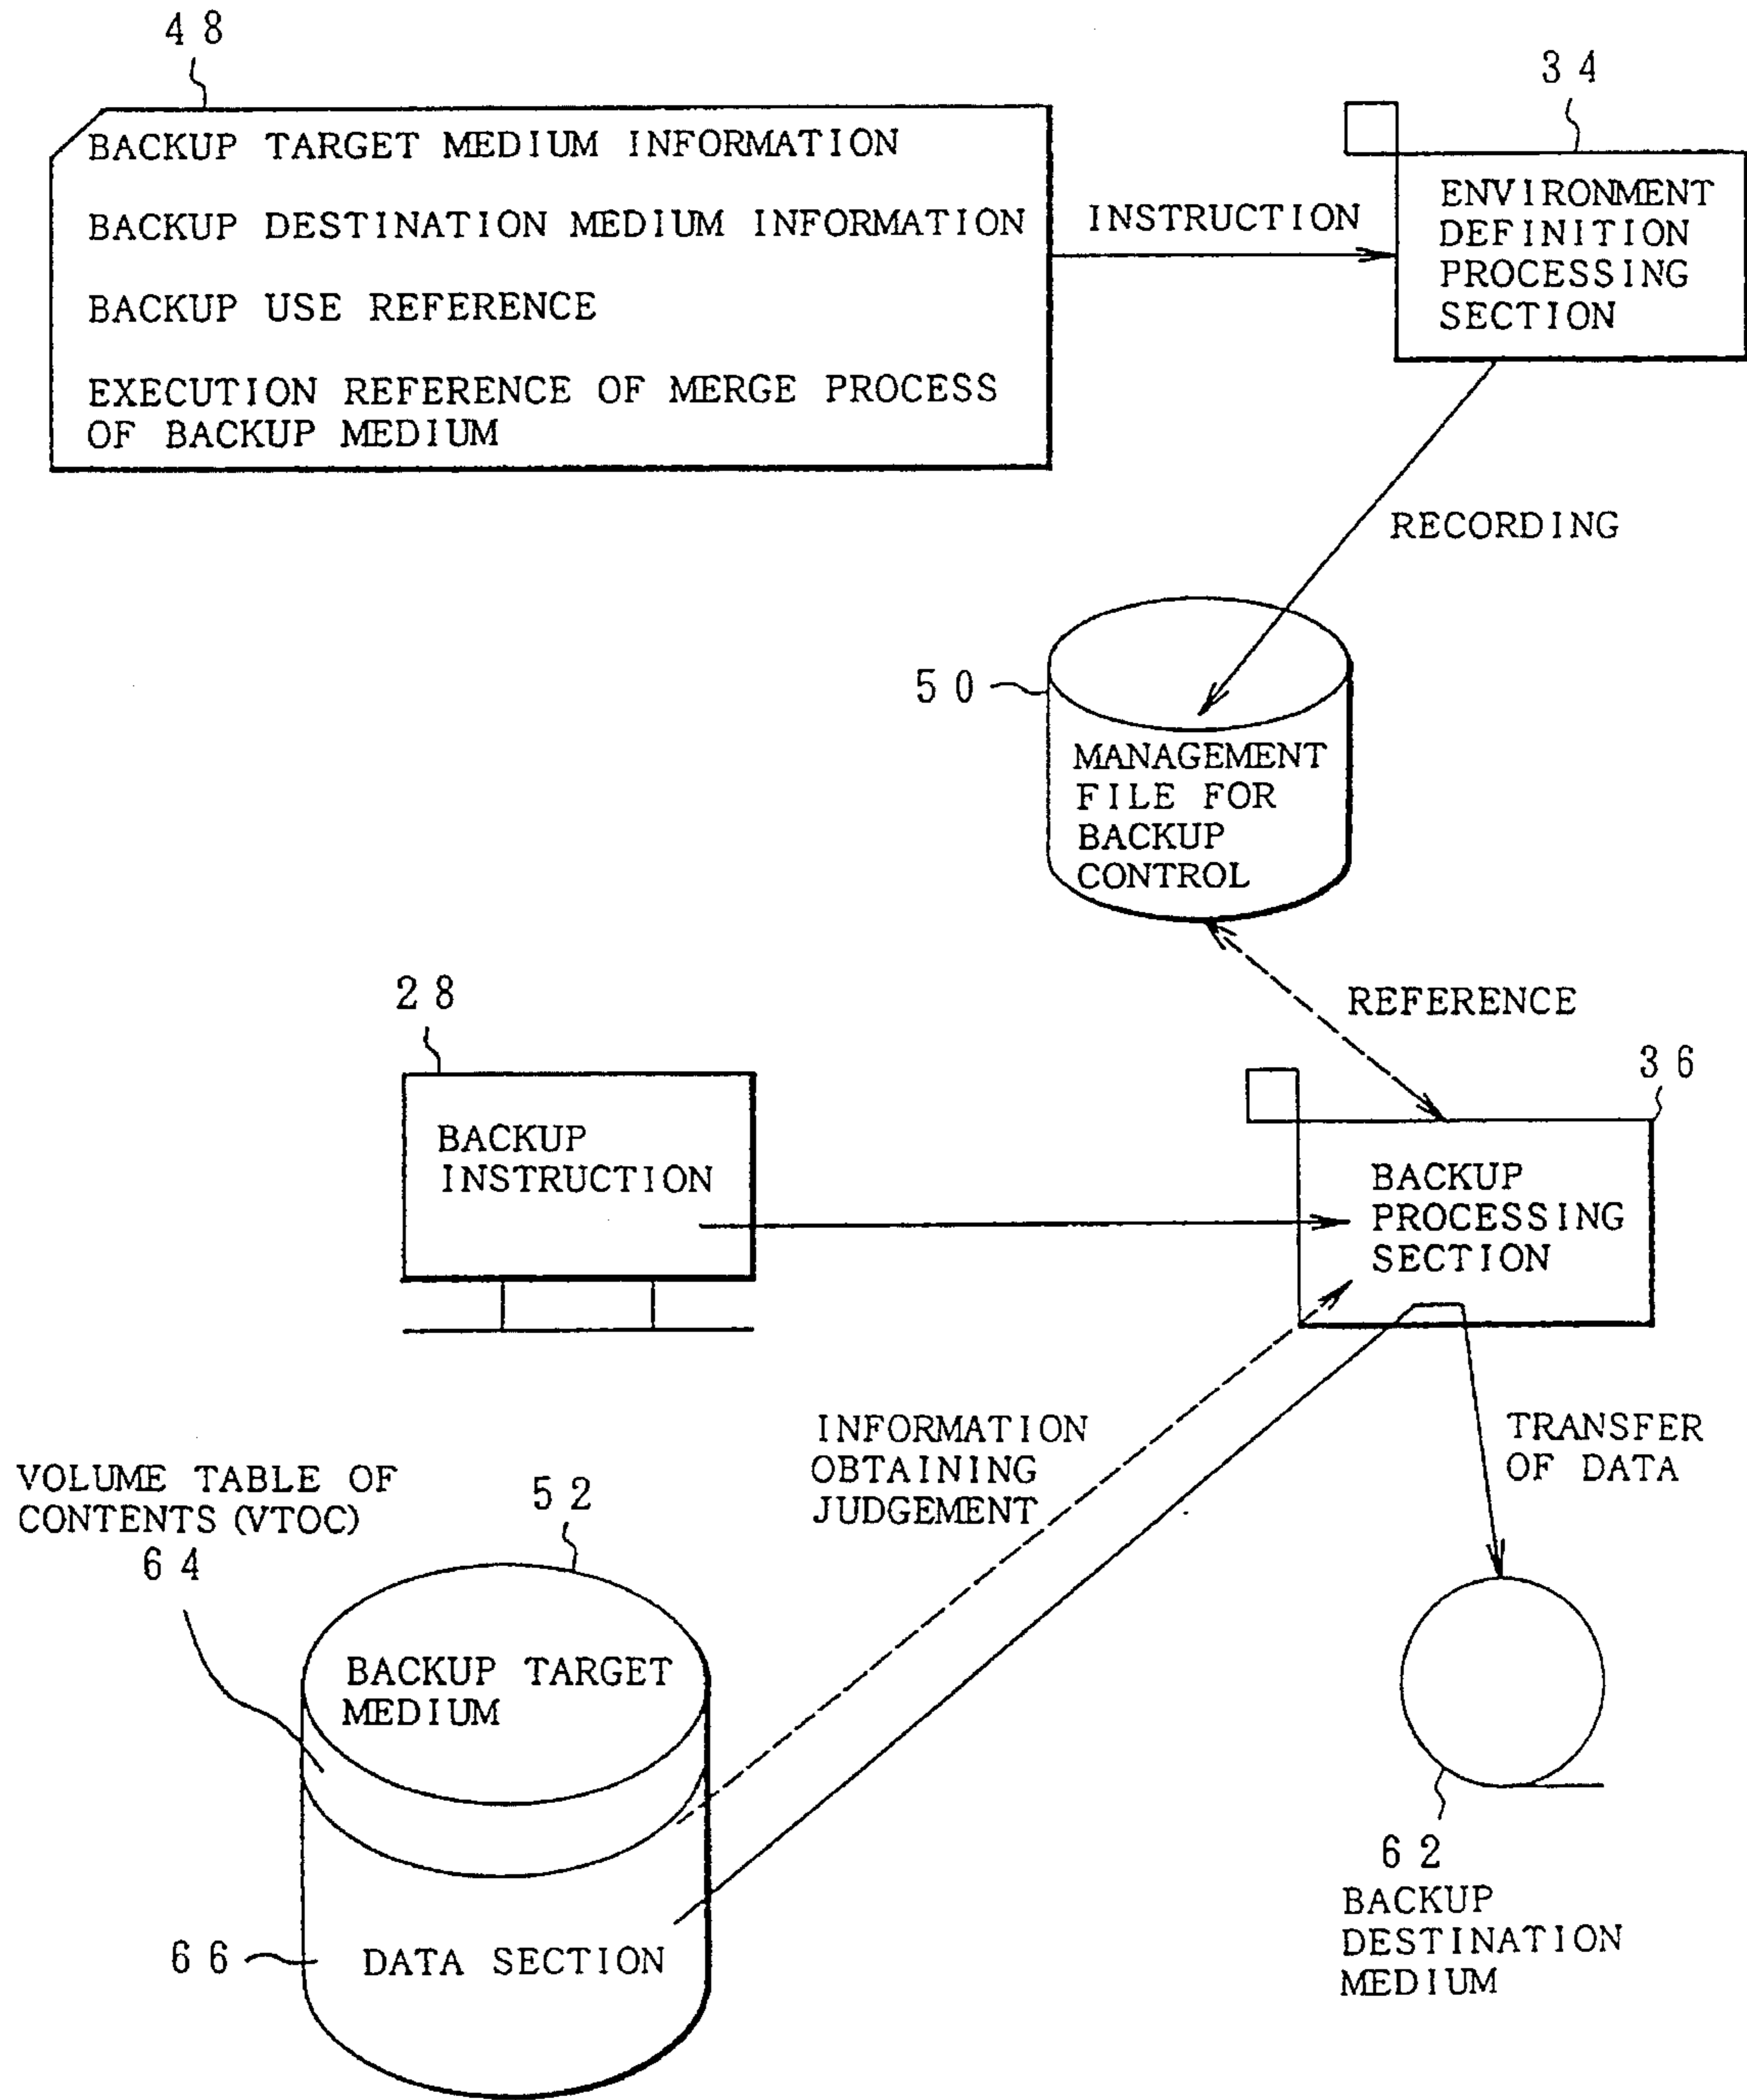 48
BACKUP TARGET MEDIUM INFORMATION
BACKUP DESTINATION MEDIUM INFORMATION
BACKUP USE REFERENCE
EXECUTION REFERENCE OF MERGE PROCESS
OF BACKUP MEDIUM
INSTRUCTION
34
ENVIRONMENT
DEFINITION
PROCESSING
SECTION
RECORDING
50
MANAGEMENT
FILE FOR
BACKUP
CONTROL
REFERENCE
28
BACKUP
INSTRUCTION
36
BACKUP
PROCESSING
SECTION
INFORMATION
OBTAINING
JUDGEMENT
TRANSFER
OF DATA
VOLUME TABLE OF
CONTENTS (VTOC)
64
52
BACKUP TARGET
MEDIUM
66
DATA SECTION
62
BACKUP
DESTINATION
MEDIUM